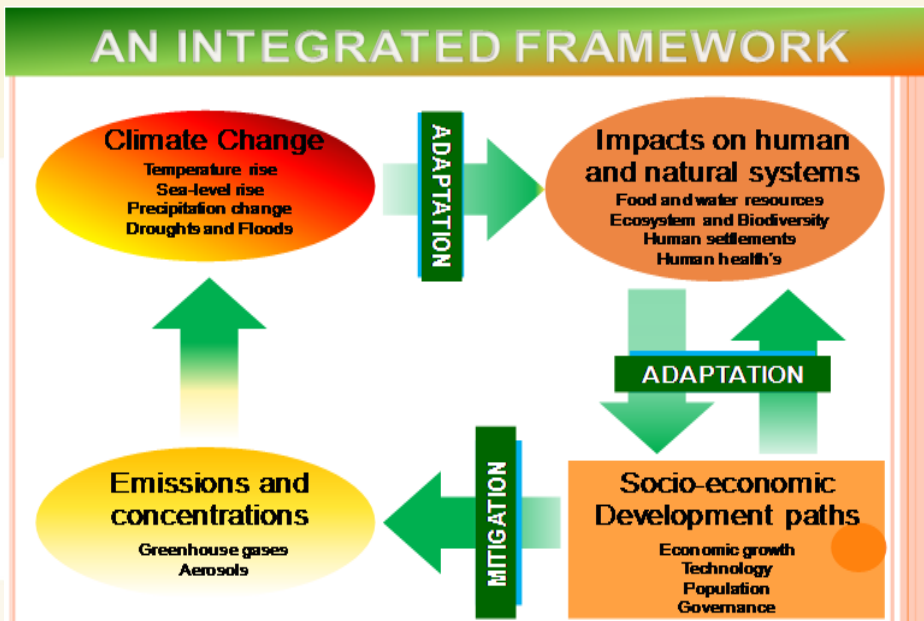 AN INTEGRATED FRAMEWORK
Climate Change
Temperature rise
Sea-level rise
Precipitation change
Droughts and Floods
ADAPTATION
Impacts on human
and natural systems
Food and water resources
Ecosystem and Biodiversity
Human settlements
Human health's
ADAPTATION
Emissions and
concentrations
Greenhouse gases
Aerosols
MITIGATION
Socio-economic
Development paths
Economic growth
Technology
Population
Governance